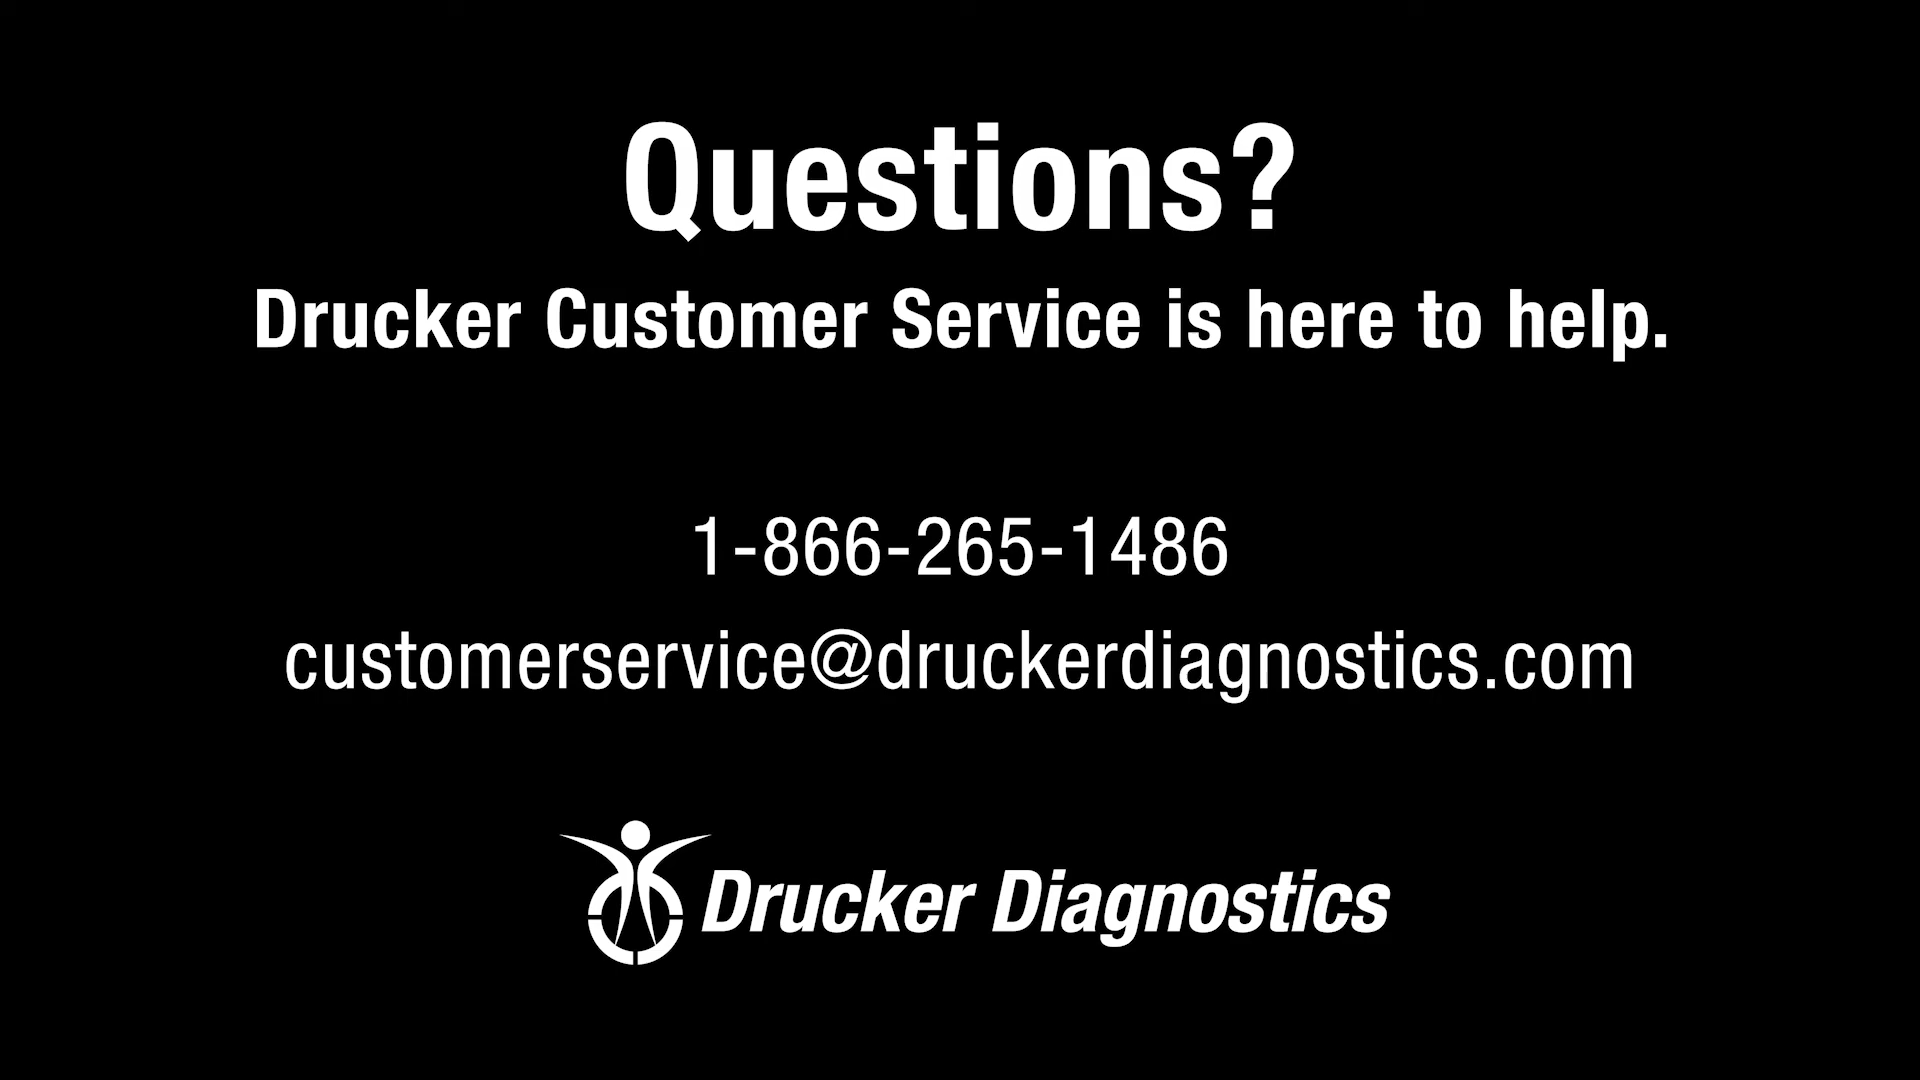 Questions?
Drucker Customer Service is here to help.
1-866-265-1486
customerservice@druckerdiagnostics.com
Drucker Diagnostics